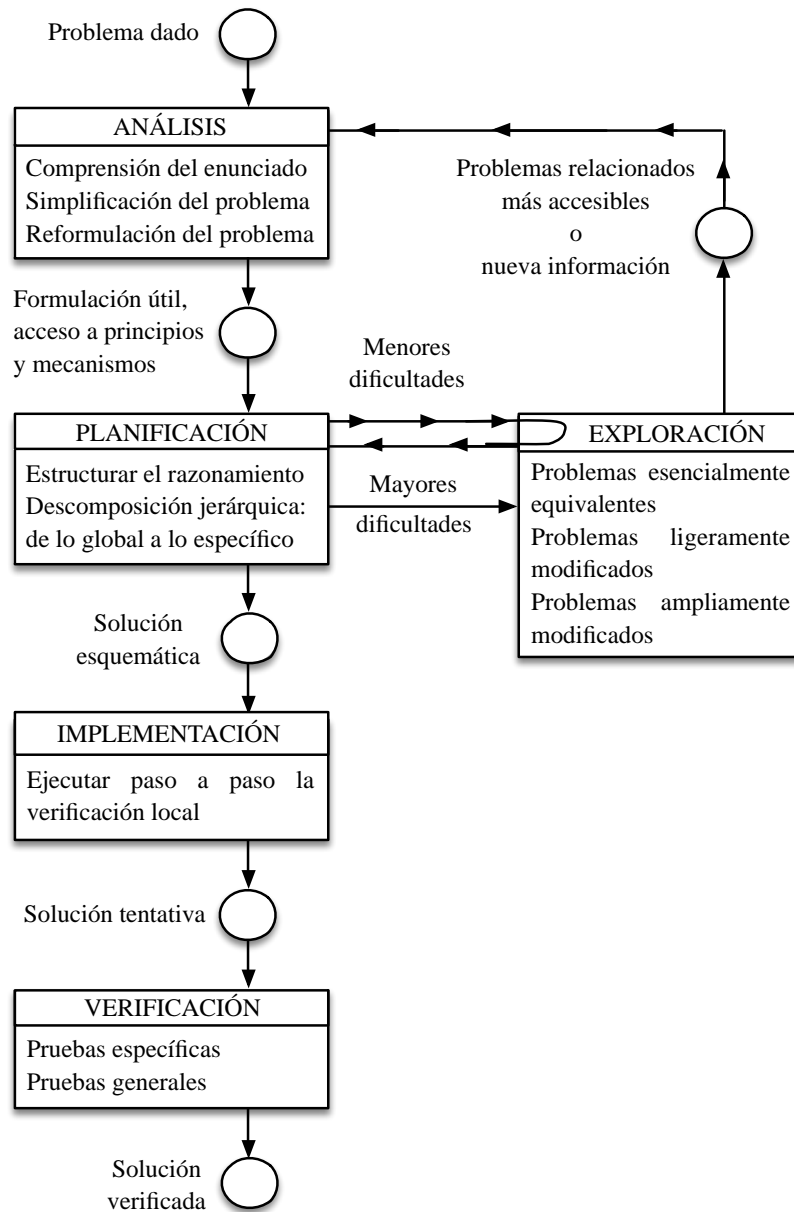 Problema dado
ANÁLISIS
Comprensión del enunciado
Simplificación del problema
Reformulación del problema
Problemas relacionados
más accesibles
o
nueva información
Formulación útil,
acceso a principios
y mecanismos
Menores
dificultades
PLANIFICACIÓN
Estructurar el razonamiento
Descomposición jerárquica:
de lo global a lo específico
Mayores
dificultades
EXPLORACIÓN
Problemas esencialmente
equivalentes
Problemas ligeramente
modificados
Problemas ampliamente
modificados
Solución
esquemática
IMPLEMENTACIÓN
Ejecutar paso a paso la
verificación local
Solución tentativa
VERIFICACIÓN
Pruebas específicas
Pruebas generales
Solución
verificada